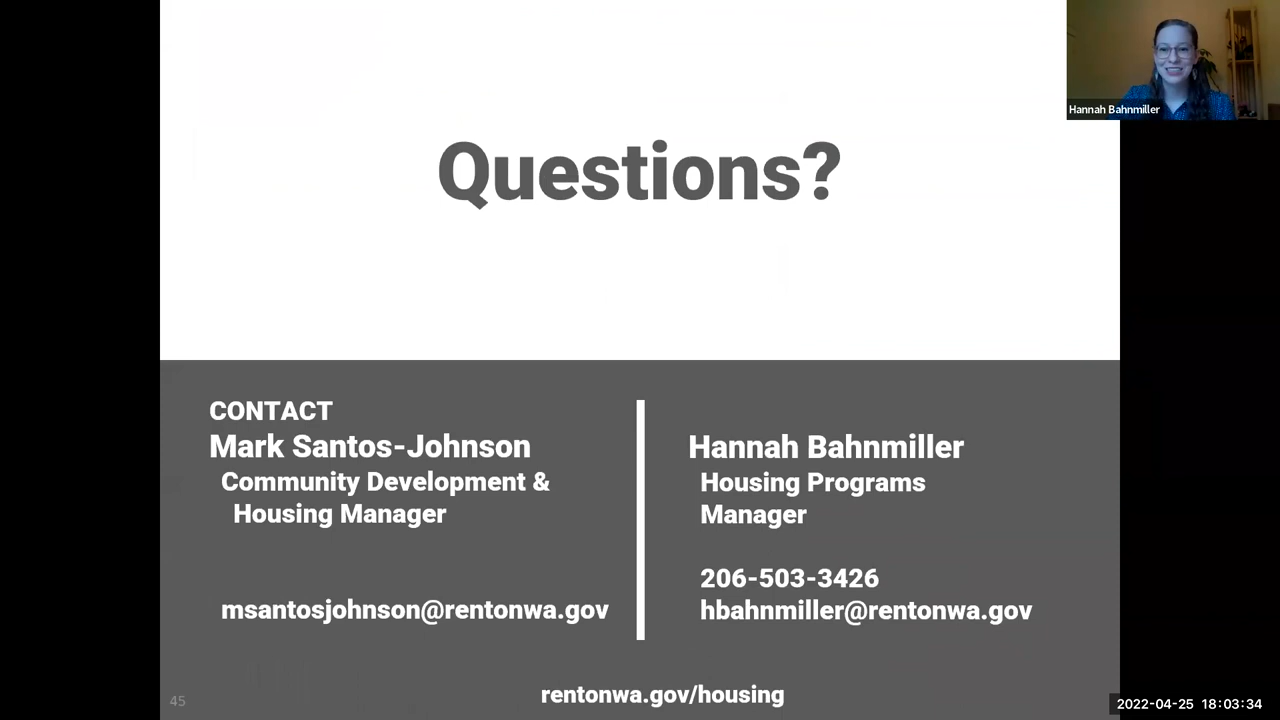 Hannah Bahnmiller
Questions?
CONTACT
Mark Santos-Johnson
Community Development &
Housing Manager
msantosjohnson@rentonwa.gov
Hannah Bahnmiller
Housing Programs
Manager
206-503-3426
hbahnmiller@rentonwa.gov
rentonwa.gov/housing
45
2022-04-25 18:03:34